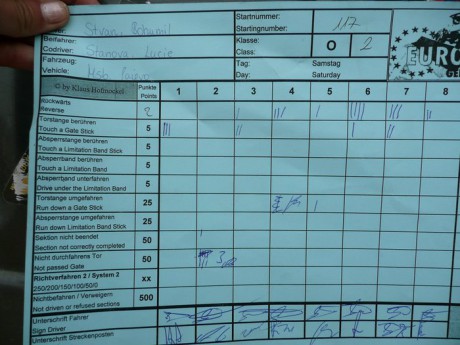 Startnummer:
Startingnumber: 117
Beifahrer:
Codriver: Stanova Lucie
Klasse:
Class: O 2
Fahrzeug:
Vehicle:
Tag: Samstag
Day: Saturday
EURO
© by Klaus Hofmockel
Punkte
Points
1 2 3 4 5 6 7 8
Rückwärts
Reverse 2
Torstange berühren
Touch a Gate Stick 5
Absperrstange berühren
Touch a Limitation Band Stick 5
Absperrband berühren
Touch a Limitation Band 5
Absperrband unterfahren
Drive under the Limitation Band 5
Torstange umgefahren
Run down a Gate Stick 25
Absperrstange umgefahren
Run down Limitation Band Stick 25
Sektion nicht beendet
Section not correctly completed 50
Nicht durchfahrenes Tor
Not passed Gate 50 3
Richtverfahren 2 / System 2
250/200/150/100/50/0 xx
Nichtbefahren / Verweigern
Not driven or refused sections 500
Unterschrift Fahrer
Sign Driver
Unterschrift Streckenposten